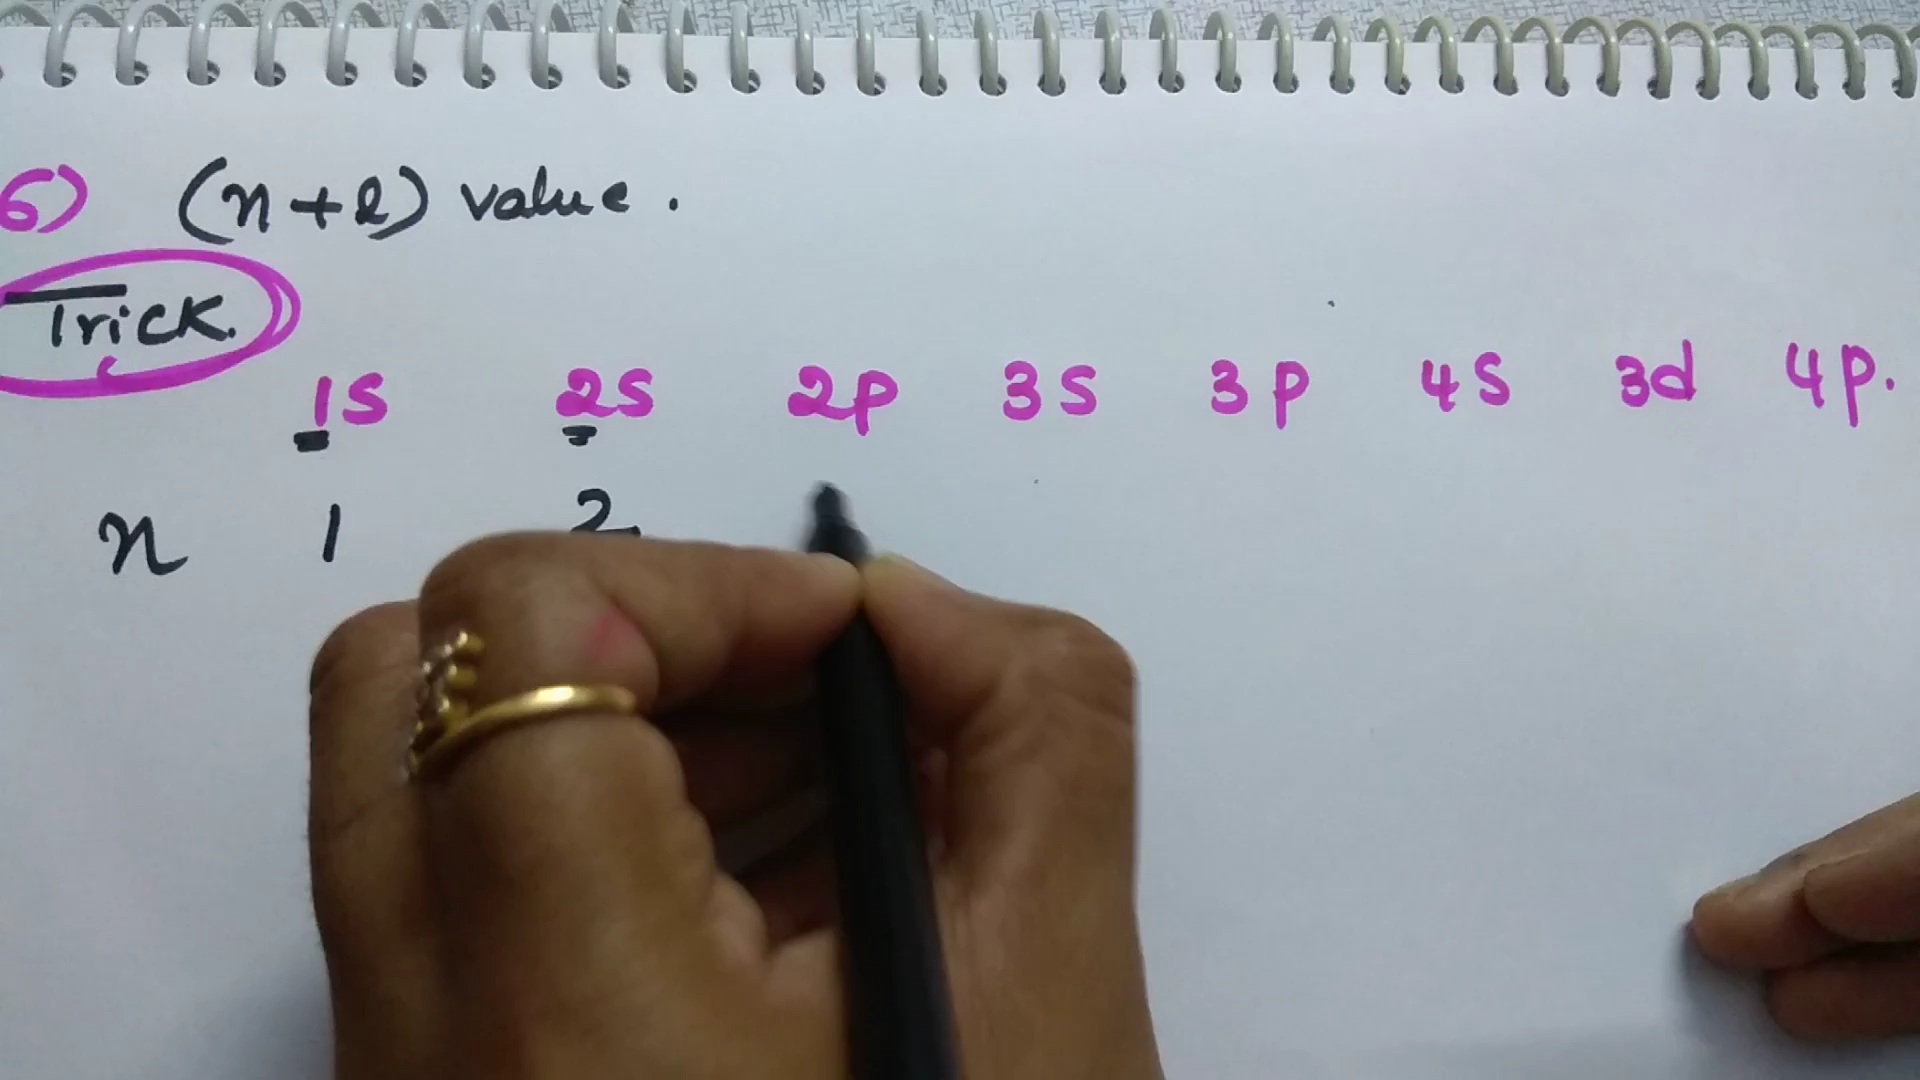 6) (n+l) value.
Trick.
1s 2s 2p 3s 3p 4s 3d 4p.
n 1 2